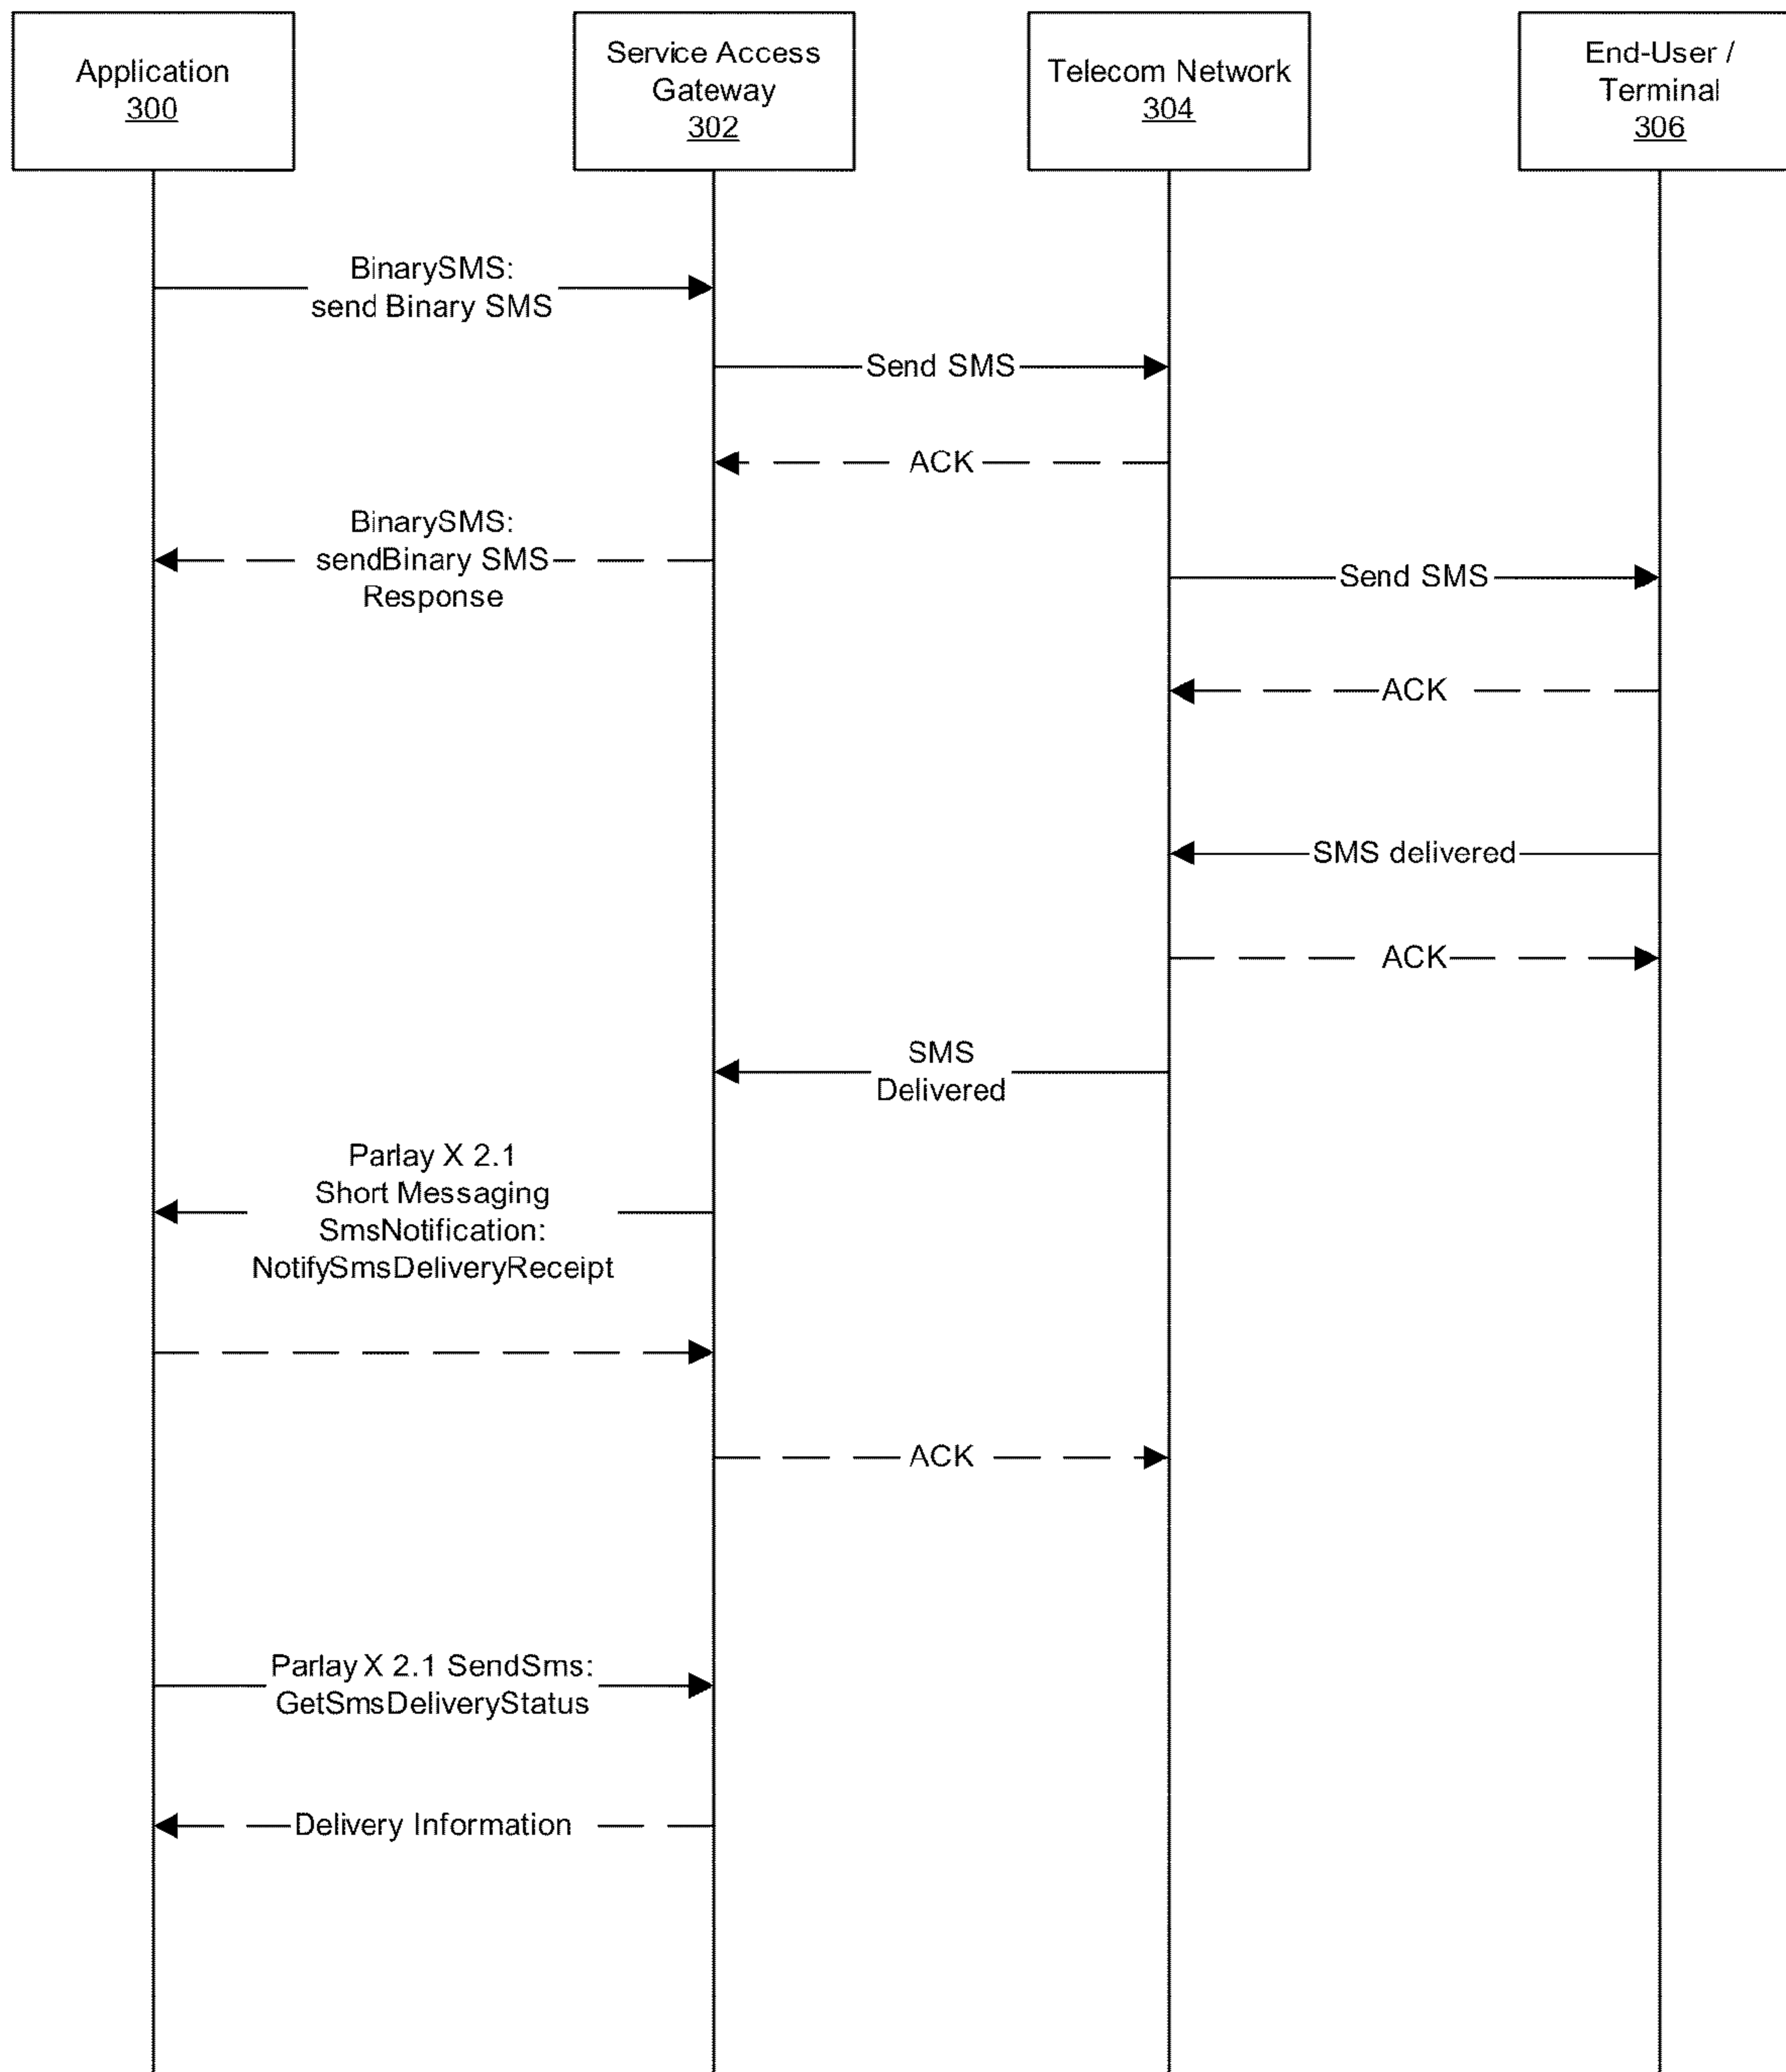 Application
300
Service Access
Gateway
302
Telecom Network
304
End-User /
Terminal
306
BinarySMS:
send Binary SMS
Send SMS
ACK
BinarySMS:
sendBinary SMS
Response
Send SMS
ACK
SMS delivered
ACK
SMS
Delivered
Parlay X 2.1
Short Messaging
SmsNotification:
NotifySmsDeliveryReceipt
ACK
Parlay X 2.1 SendSms:
GetSmsDeliveryStatus
Delivery Information